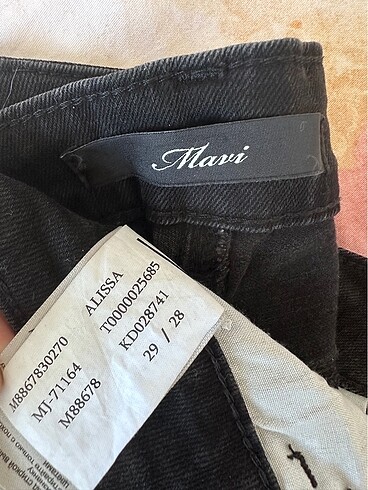 Mavi
ALISSA
T0000025685
KD028741
29 / 28
M8867830270
MJ-71164
M88678